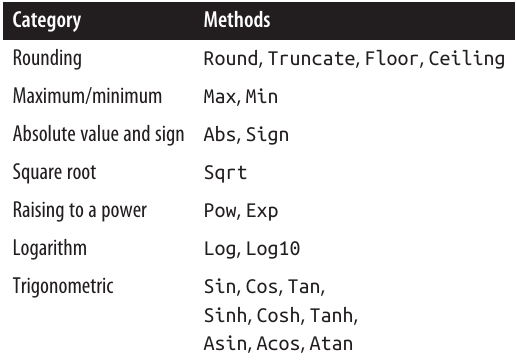 Category Methods
Rounding Round, Truncate, Floor, Ceiling
Maximum/minimum Max, Min
Absolute value and sign Abs, Sign
Square root Sqrt
Raising to a power Pow, Exp
Logarithm Log, Log10
Trigonometric Sin, Cos, Tan,
Sinh, Cosh, Tanh,
Asin, Acos, Atan